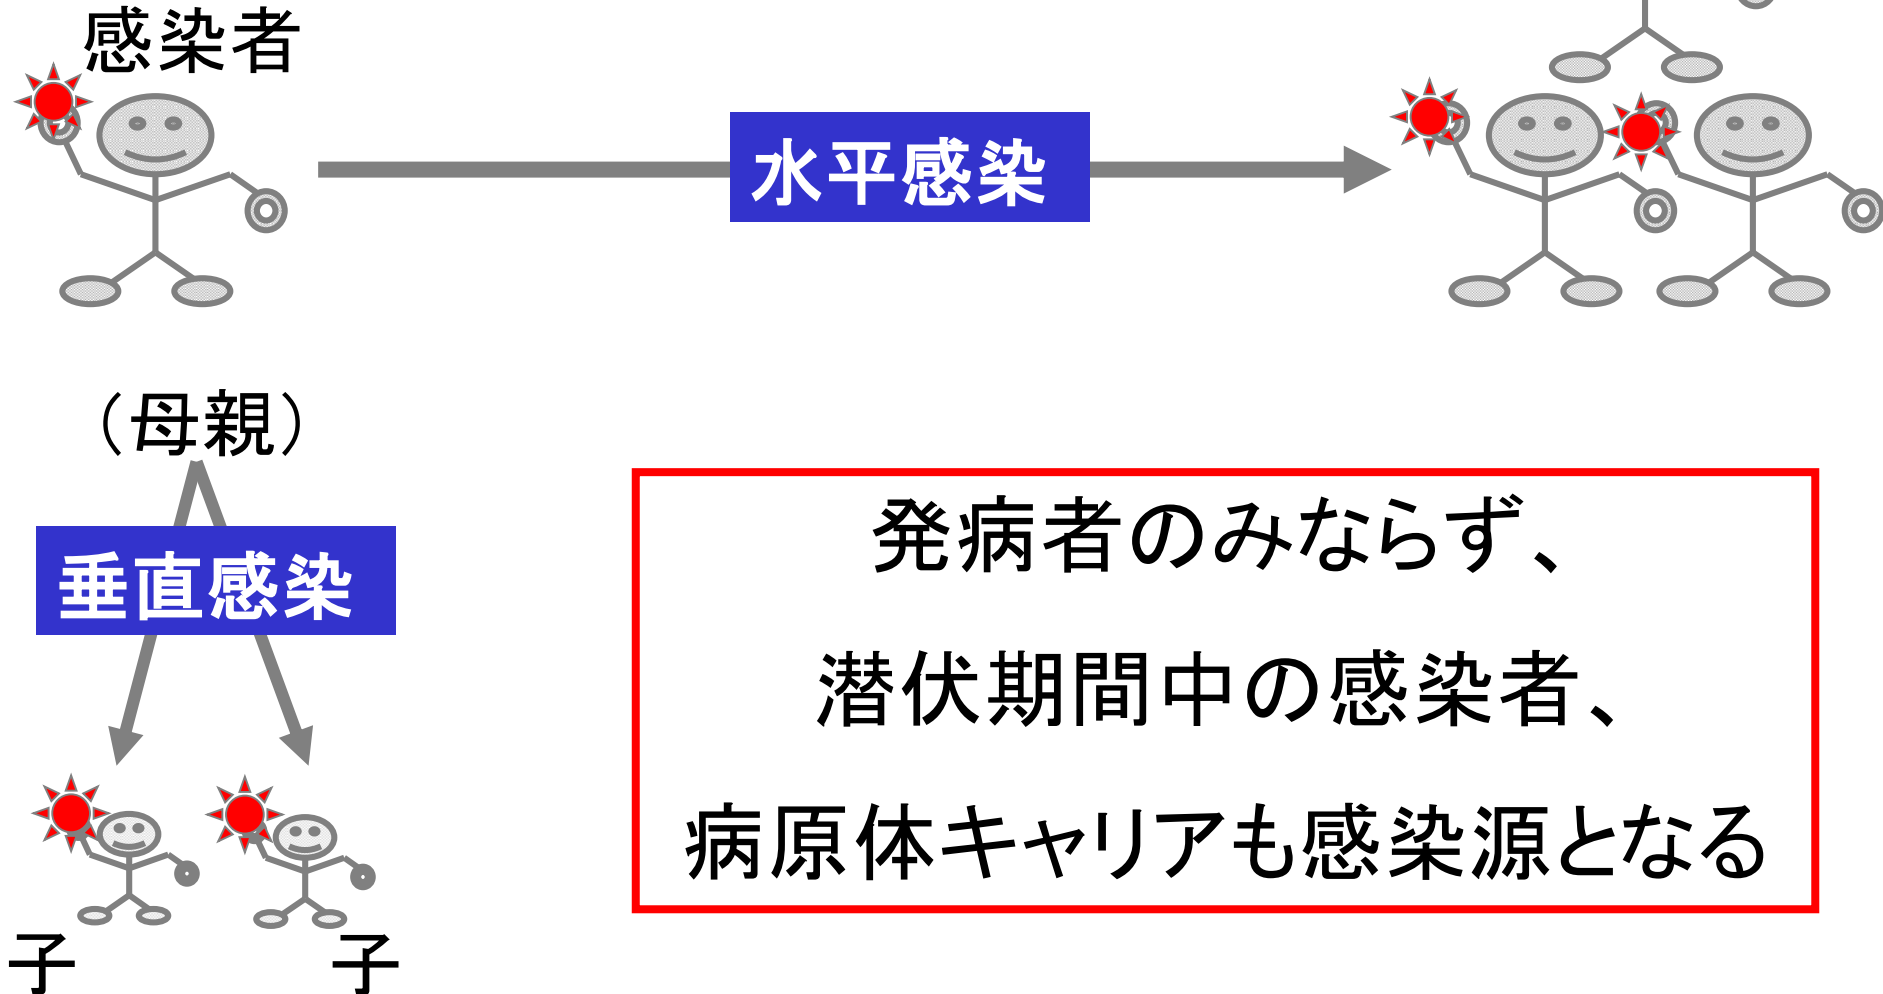 感染者
水平感染
（母親）
垂直感染
発病者のみならず、
潜伏期間中の感染者、
病原体キャリアも感染源となる
子 子